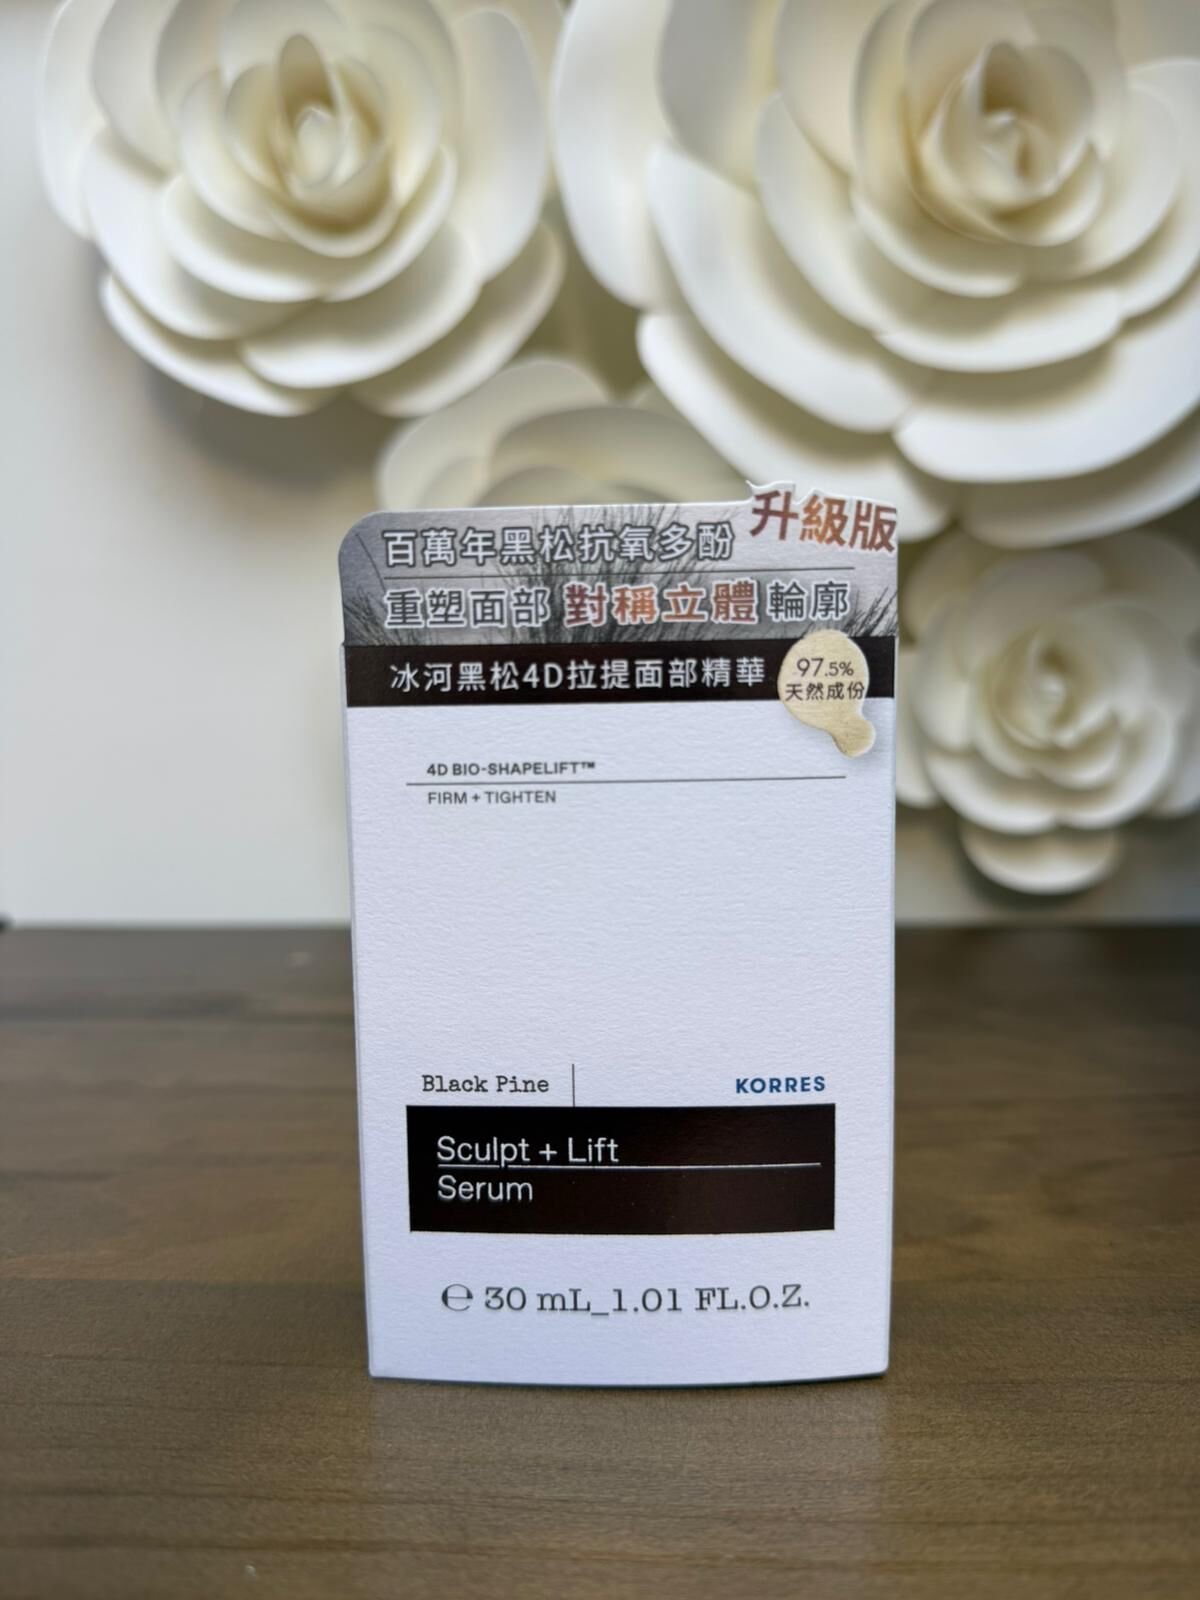 升級版
百萬年黑松抗氧多酚
重塑面部 對稱立體 輪廓
冰河黑松4D拉提面部精華
97.5%
天然成份
4D BIO-SHAPELIFT™
FIRM + TIGHTEN
Black Pine
KORRES
Sculpt + Lift
Serum
℮ 30 mL_1.01 FL.O.Z.